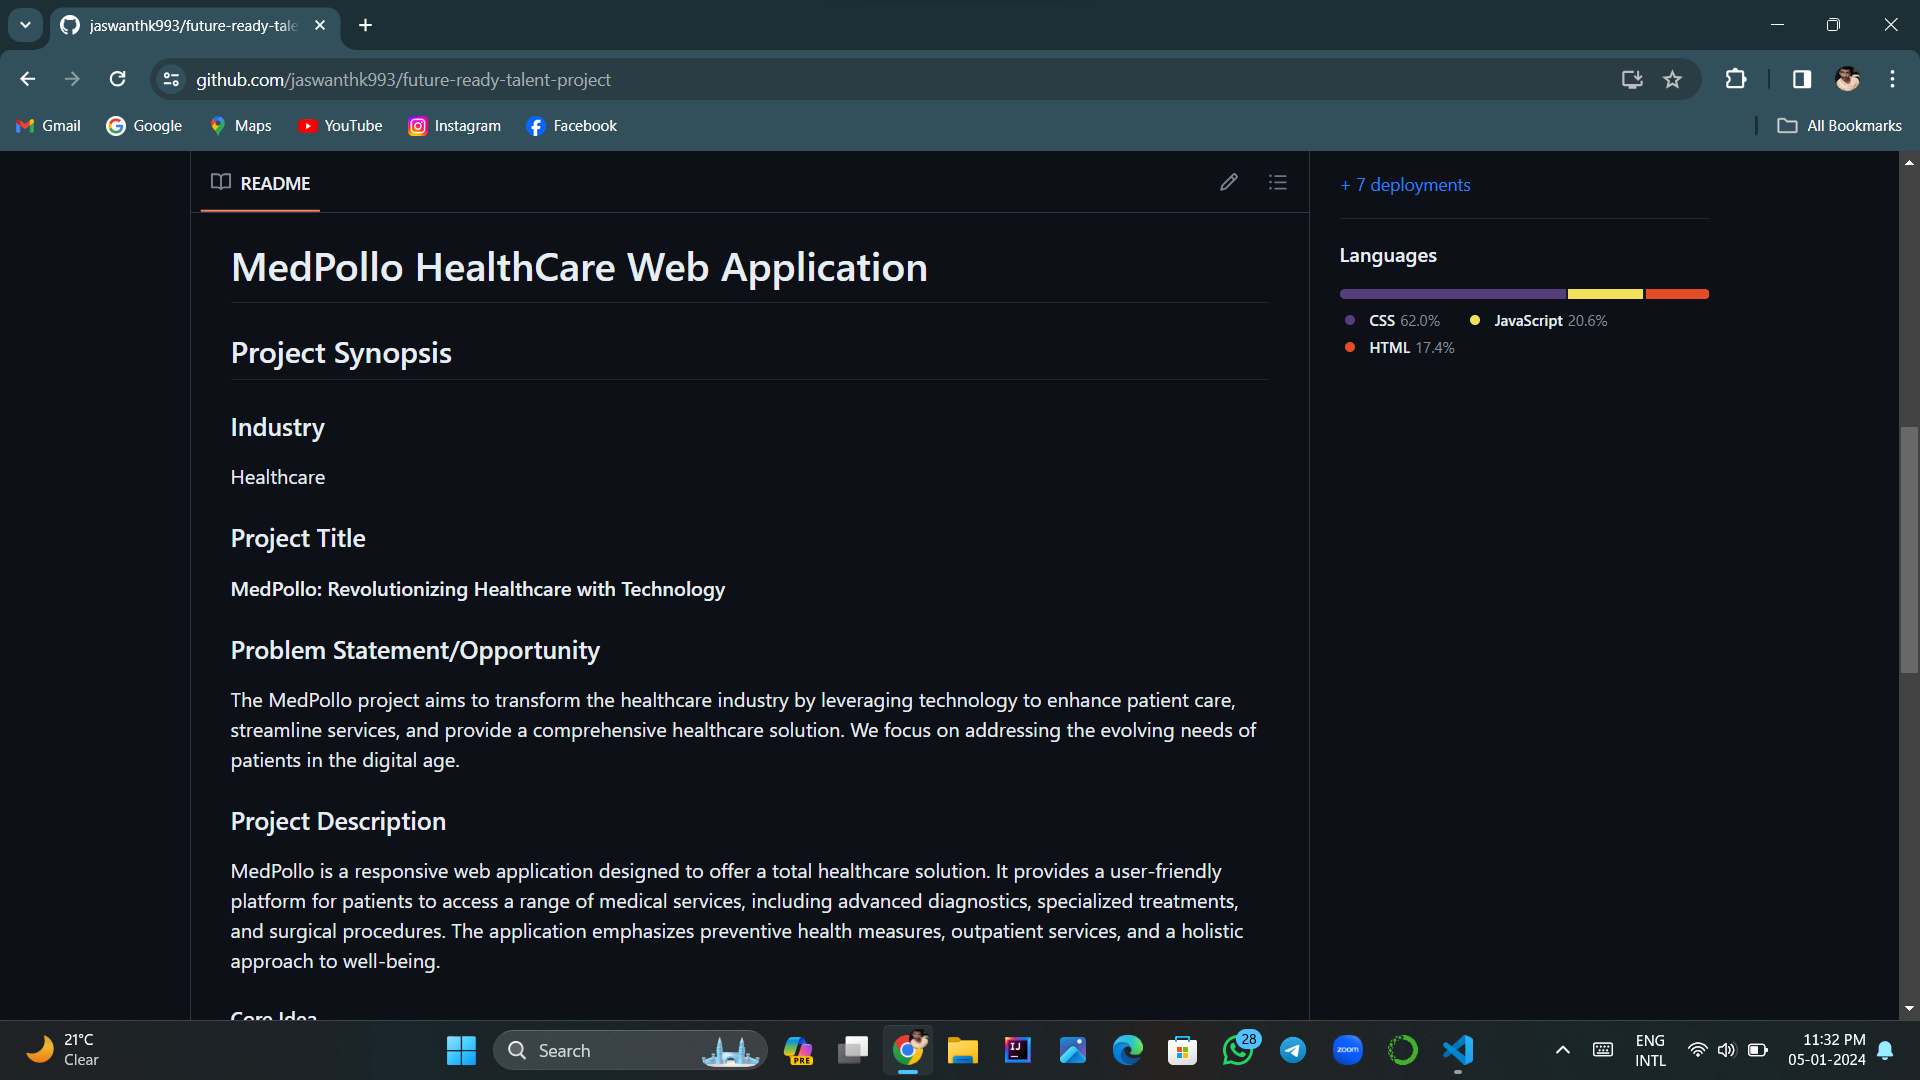 jaswanthk993/future-ready-tale
github.com/jaswanthk993/future-ready-talent-project
Gmail
Google
Maps
YouTube
Instagram
Facebook
All Bookmarks
README
MedPollo HealthCare Web Application
Project Synopsis
Industry
Healthcare
Project Title
MedPollo: Revolutionizing Healthcare with Technology
Problem Statement/Opportunity
The MedPollo project aims to transform the healthcare industry by leveraging technology to enhance patient care,
streamline services, and provide a comprehensive healthcare solution. We focus on addressing the evolving needs of
patients in the digital age.
Project Description
MedPollo is a responsive web application designed to offer a total healthcare solution. It provides a user-friendly
platform for patients to access a range of medical services, including advanced diagnostics, specialized treatments,
and surgical procedures. The application emphasizes preventive health measures, outpatient services, and a holistic
approach to well-being.
Core Idea
+ 7 deployments
Languages
CSS 62.0%
JavaScript 20.6%
HTML 17.4%
21°C
Clear
Search
PRE
IJ
28
zoom
ENG
INTL
11:32 PM
05-01-2024